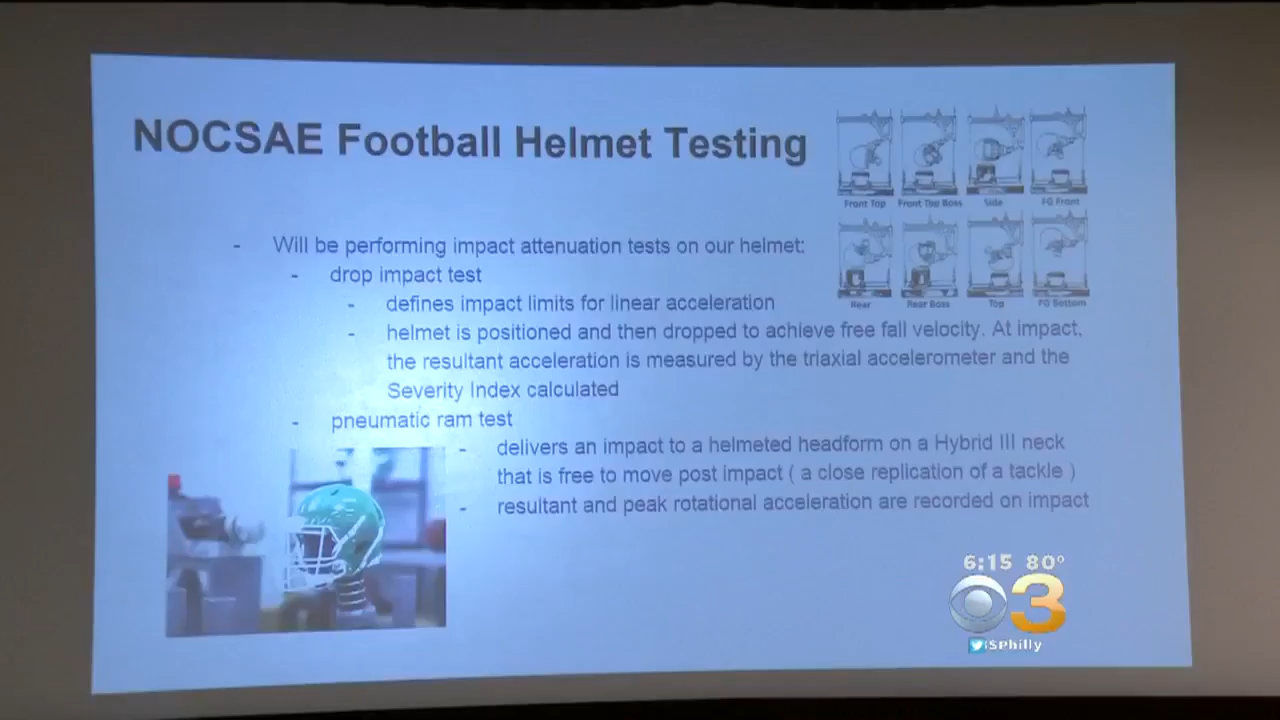 NOCSAE Football Helmet Testing
Front Top Front Top Boss Side FG Front
Rear Rear Boss Top FG Bottom
- Will be performing impact attenuation tests on our helmet:
- drop impact test
- defines impact limits for linear acceleration
- helmet is positioned and then dropped to achieve free fall velocity. At impact,
the resultant acceleration is measured by the triaxial accelerometer and the
Severity Index calculated
- pneumatic ram test
- delivers an impact to a helmeted headform on a Hybrid III neck
that is free to move post impact ( a close replication of a tackle )
- resultant and peak rotational acceleration are recorded on impact
6:15 80°
3